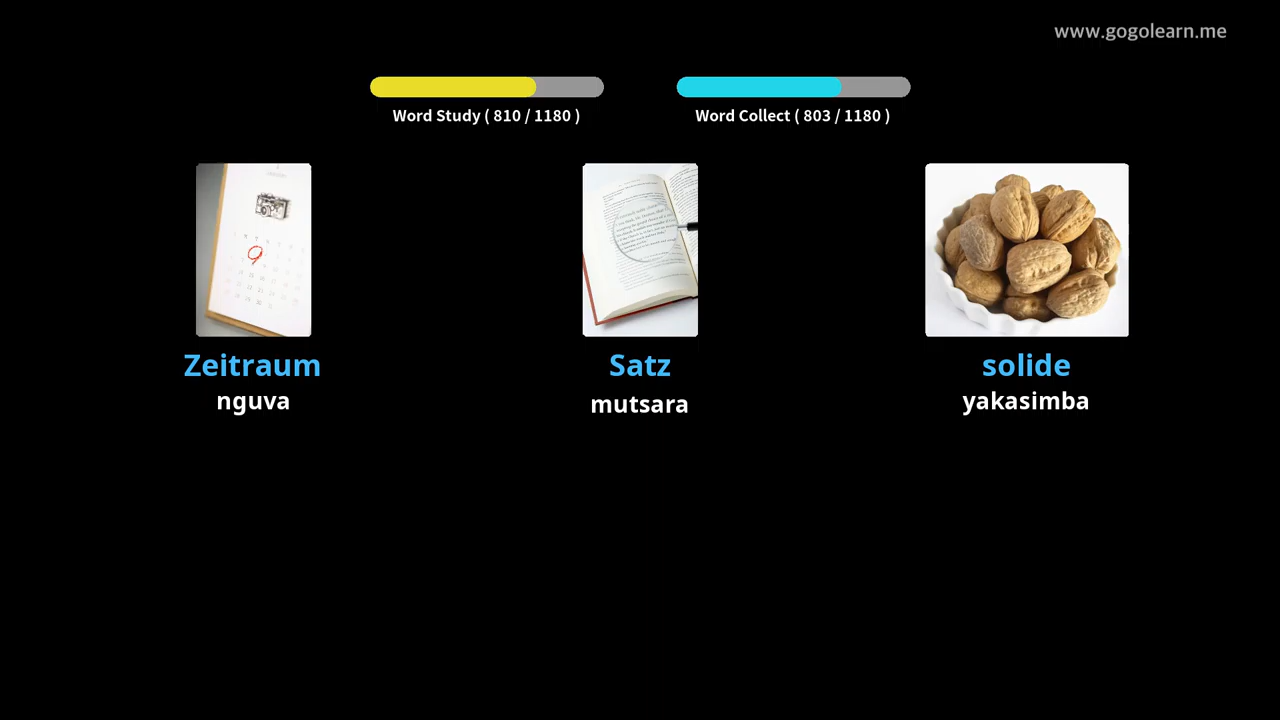 www.gogolearn.me
Word Study ( 810 / 1180 )
Word Collect ( 803 / 1180 )
Zeitraum
nguva
Satz
mutsara
solide
yakasimba